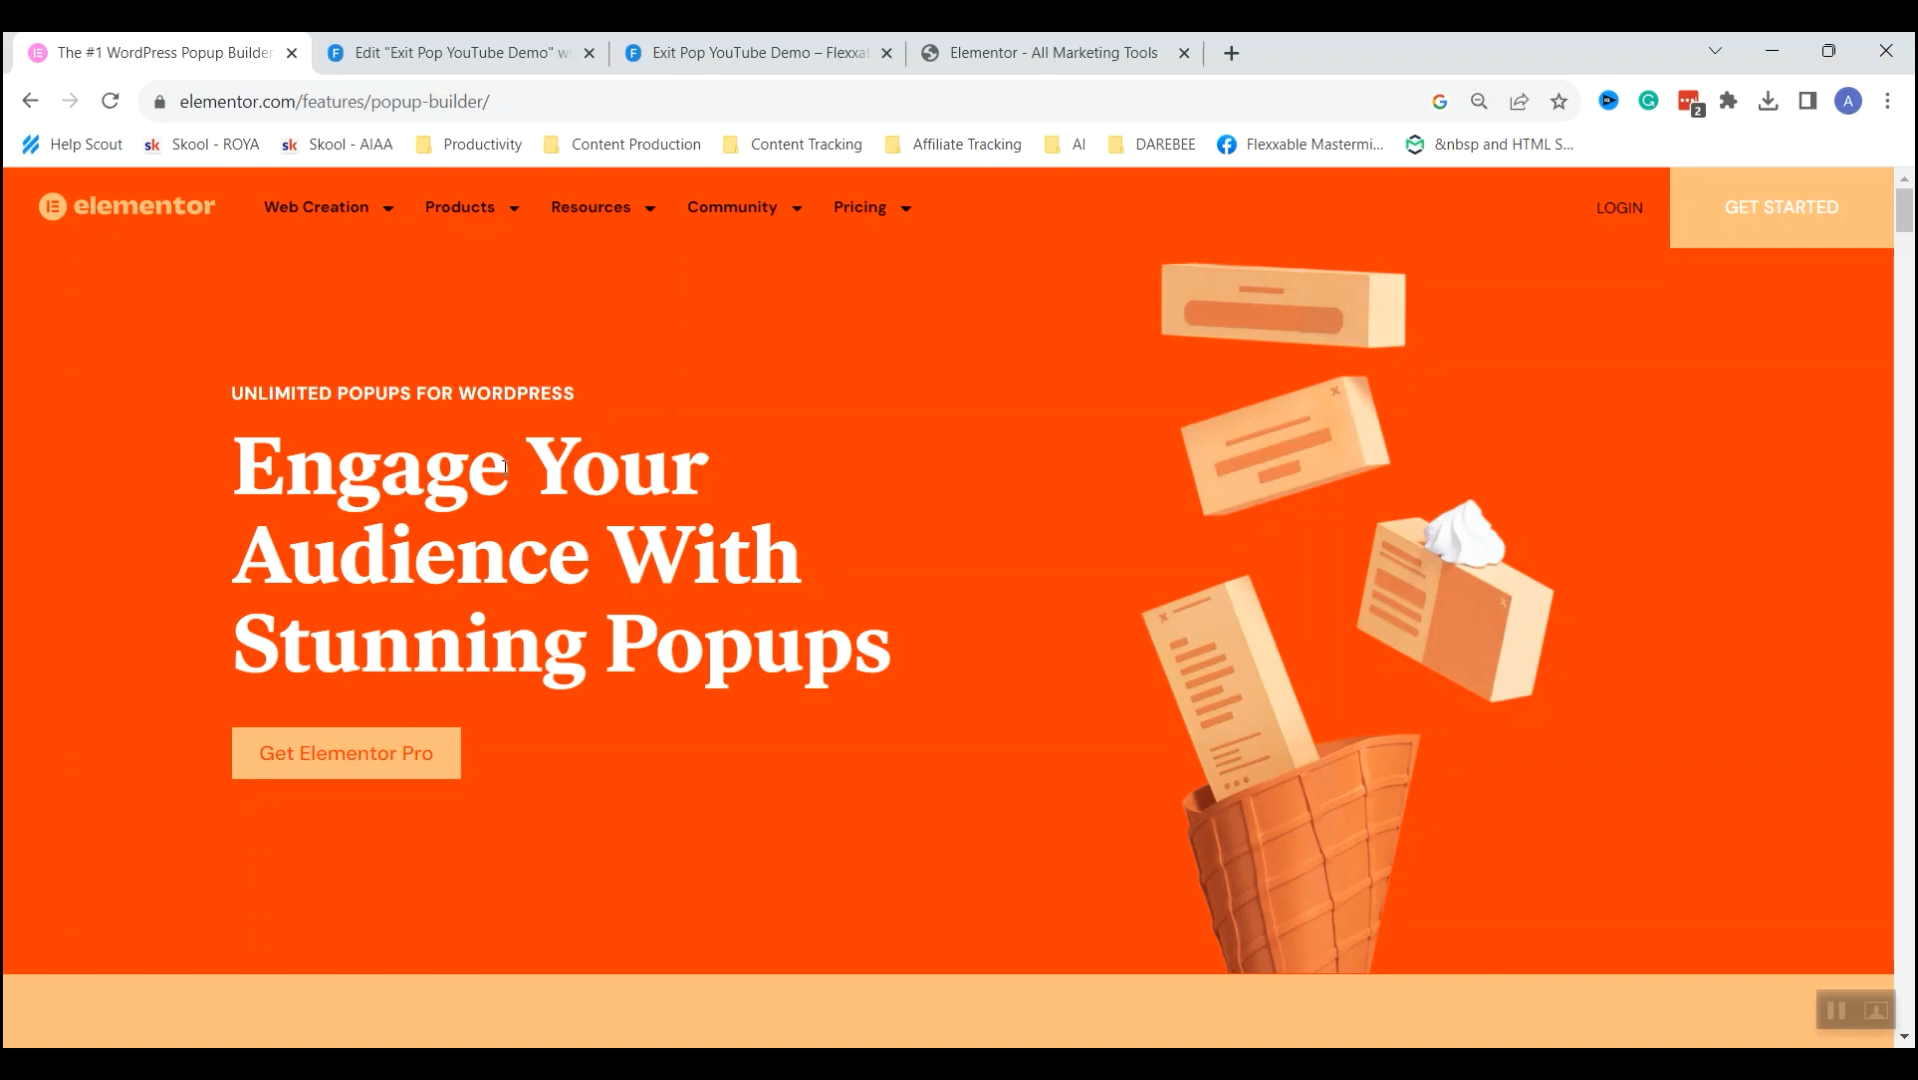 The #1 WordPress Popup Builder
Edit "Exit Pop YouTube Demo" w
Exit Pop YouTube Demo – Flexxa
Elementor - All Marketing Tools
elementor.com/features/popup-builder/
2
A
Help Scout
sk Skool - ROYA
sk Skool - AIAA
Productivity
Content Production
Content Tracking
Affiliate Tracking
AI
DAREBEE
Flexxable Mastermi...
&nbsp and HTML S...
elementor
Web Creation
Products
Resources
Community
Pricing
LOGIN
GET STARTED
UNLIMITED POPUPS FOR WORDPRESS
Engage Your
Audience With
Stunning Popups
Get Elementor Pro